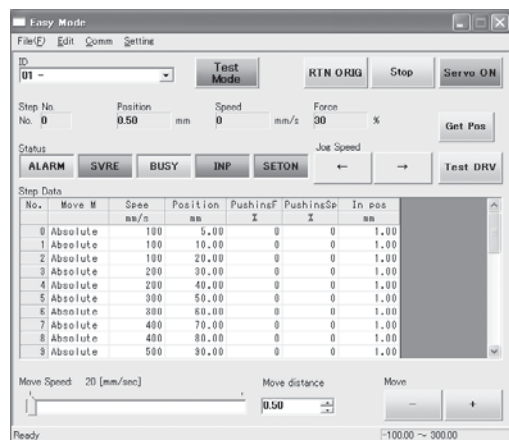 Easy Mode
File(F) Edit Comm Setting
ID
01 -
Test Mode
RTN ORIG
Stop
Servo ON
Step No. Position Speed Force
No. 0 0.50 mm 0 mm/s 30 %
Get Pos
Status
Jog Speed
ALARM SVRE BUSY INP SETON ← → Test DRV
Step Data
No. Move M Spee Position PushingF PushingSp In pos
mm/s mm % % mm
0 Absolute 100 5.00 0 0 1.00
1 Absolute 100 10.00 0 0 1.00
2 Absolute 100 20.00 0 0 1.00
3 Absolute 200 30.00 0 0 1.00
4 Absolute 200 40.00 0 0 1.00
5 Absolute 300 50.00 0 0 1.00
6 Absolute 300 60.00 0 0 1.00
7 Absolute 400 70.00 0 0 1.00
8 Absolute 400 80.00 0 0 1.00
9 Absolute 500 90.00 0 0 1.00
Move Speed: 20 [mm/sec]
Move distance
Move
0.50
- +
Ready
-100.00 ~ 300.00